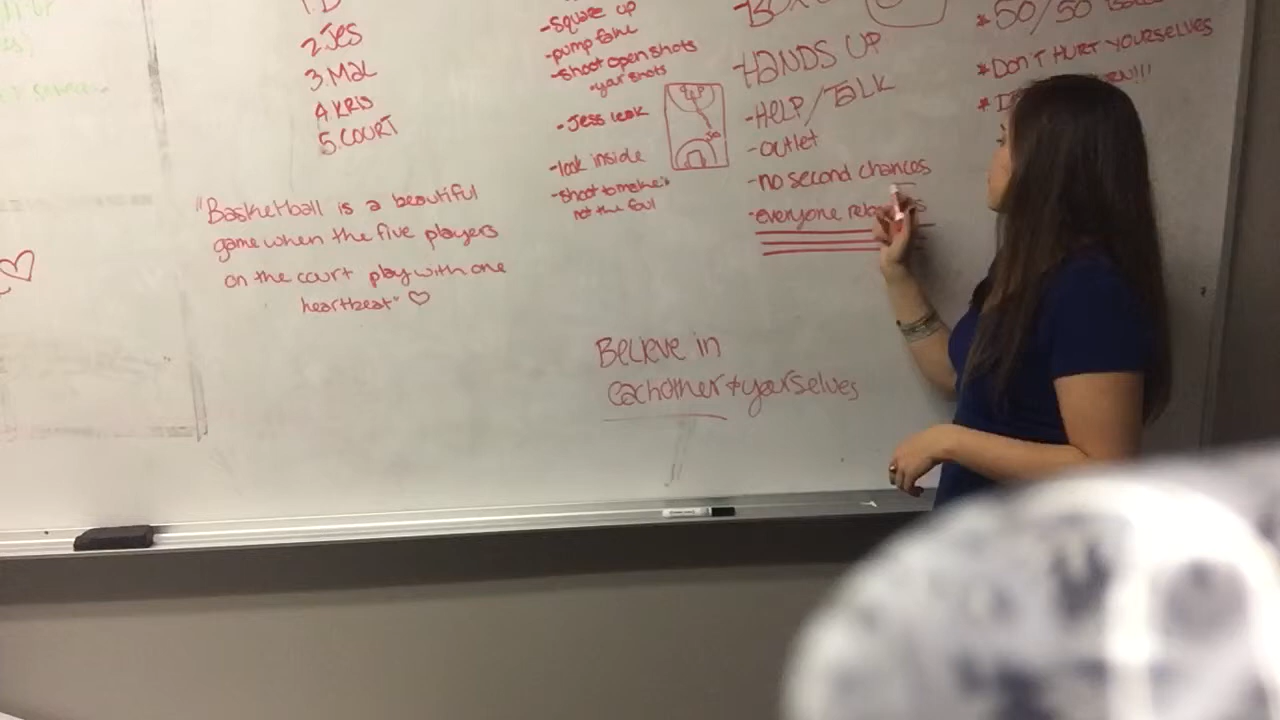 2. Jes
3. Mal
4. KRIS
5. COURT
"Basketball is a beautiful
game when the five players
on the court play with one
heartbeat" ♡
-square up
-pump fake
-shoot open shots
*your shots
-Jess leak
-look inside
-shoot to make it
not the foul
-HANDS UP
-HELP/TALK
-outlet
-no second chances
-everyone
*50/50
*DON'T HURT YOURSELVES
Believe in
eachother + yourselves